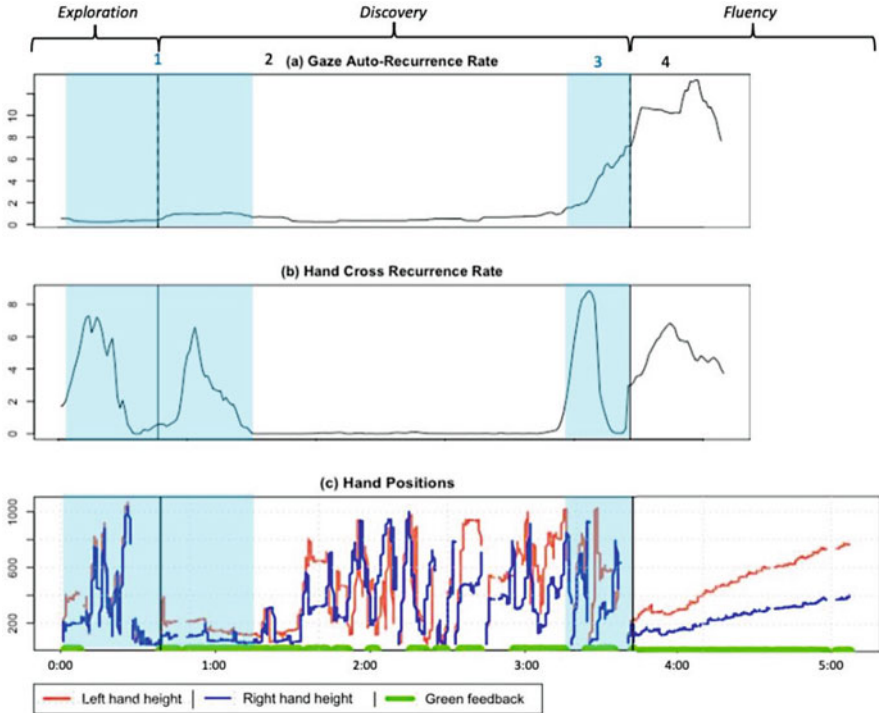 Exploration Discovery Fluency
1 2 3 4
(a) Gaze Auto-Recurrence Rate
10
8
6
4
2
0
(b) Hand Cross Recurrence Rate
8
6
4
2
0
(c) Hand Positions
1000
600
200
0:00 1:00 2:00 3:00 4:00 5:00
Left hand height Right hand height Green feedback